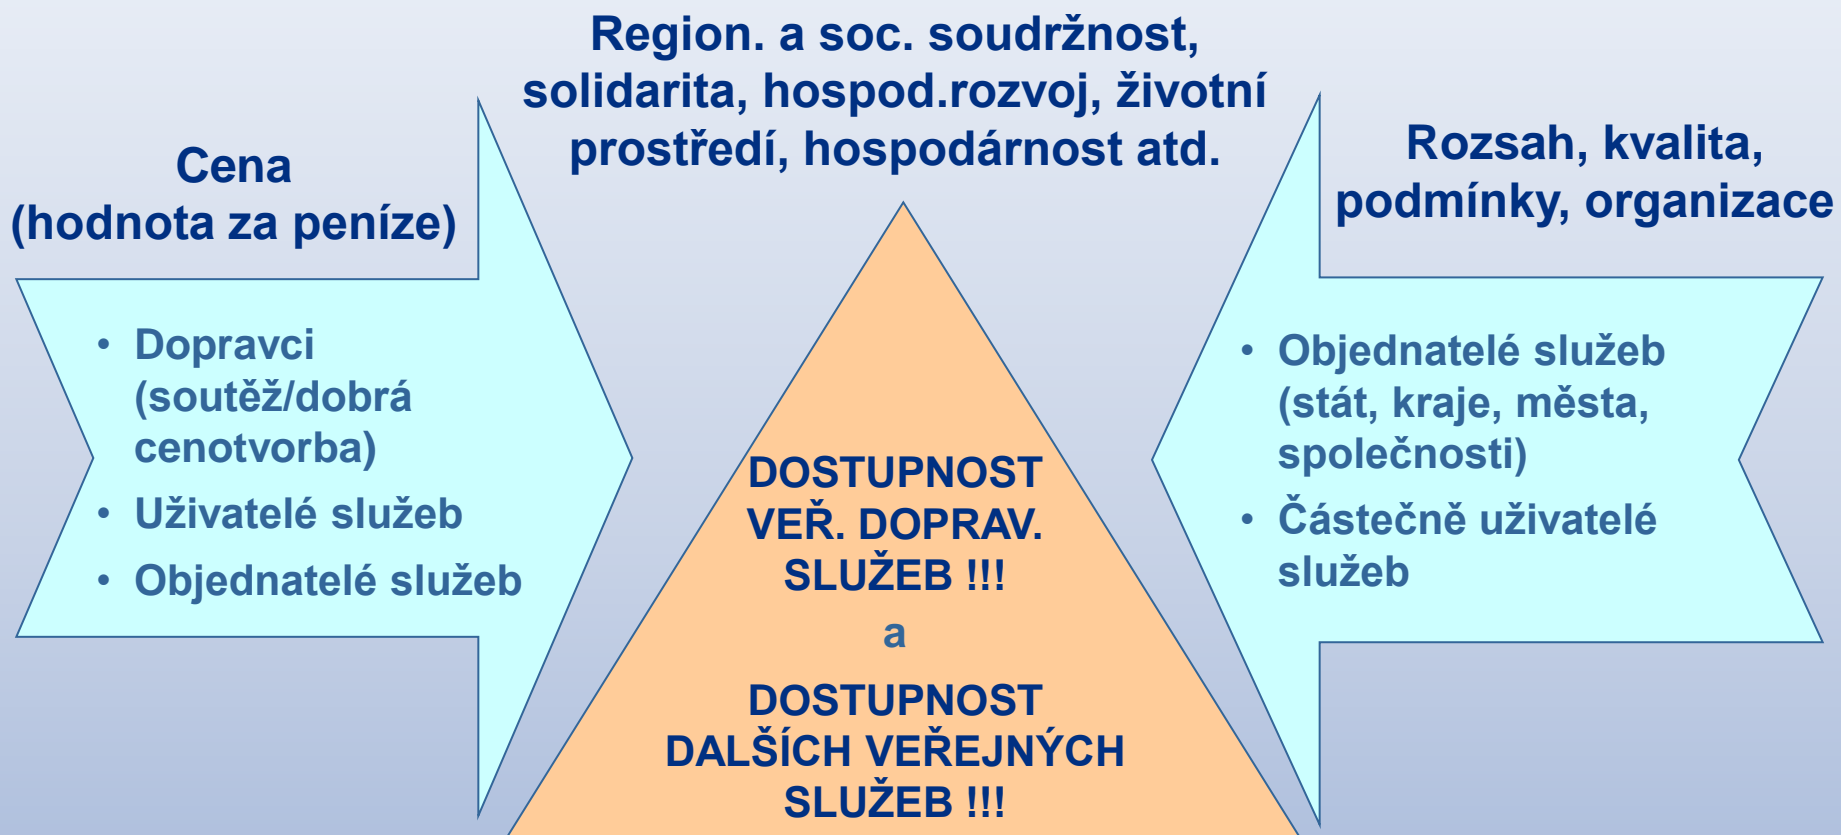 Region. a soc. soudržnost,
solidarita, hospod.rozvoj, životní
prostředí, hospodárnost atd.
Cena
(hodnota za peníze)
Rozsah, kvalita,
podmínky, organizace
• Dopravci
(soutěž/dobrá
cenotvorba)
• Uživatelé služeb
• Objednatelé služeb
DOSTUPNOST
VEŘ. DOPRAV.
SLUŽEB !!!
a
DOSTUPNOST
DALŠÍCH VEŘEJNÝCH
SLUŽEB !!!
• Objednatelé služeb
(stát, kraje, města,
společnosti)
• Částečně uživatelé
služeb